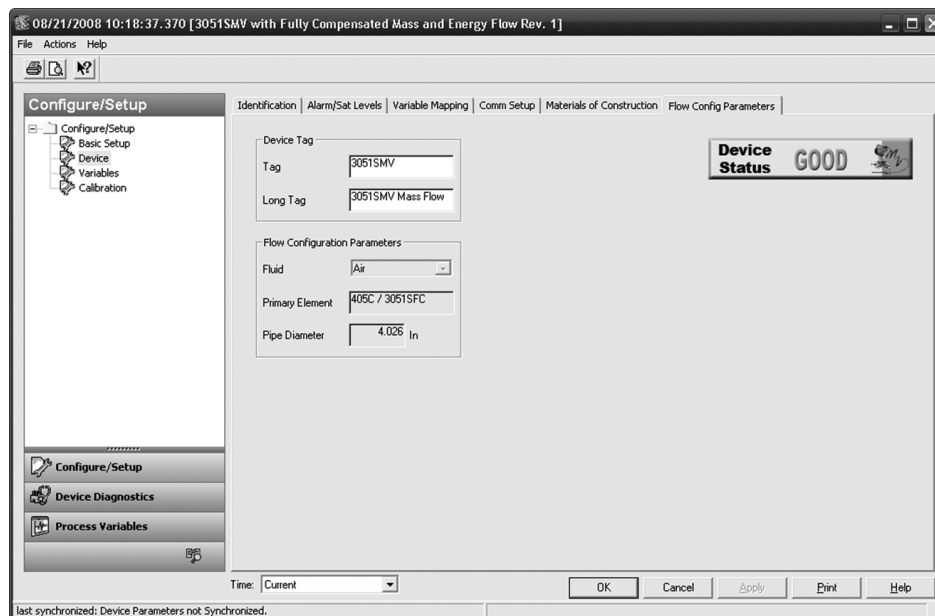 08/21/2008 10:18:37.370 [3051SMV with Fully Compensated Mass and Energy Flow Rev. 1]
File Actions Help
Configure/Setup
Configure/Setup
Basic Setup
Device
Variables
Calibration
Configure/Setup
Device Diagnostics
Process Variables
Identification Alarm/Sat Levels Variable Mapping Comm Setup Materials of Construction Flow Config Parameters
Device Tag
Tag 3051SMV
Long Tag 3051SMV Mass Flow
Flow Configuration Parameters
Fluid Air
Primary Element 405C / 3051SFC
Pipe Diameter 4.026 In
Device Status GOOD
Time: Current
OK Cancel Apply Print Help
last synchronized: Device Parameters not Synchronized.